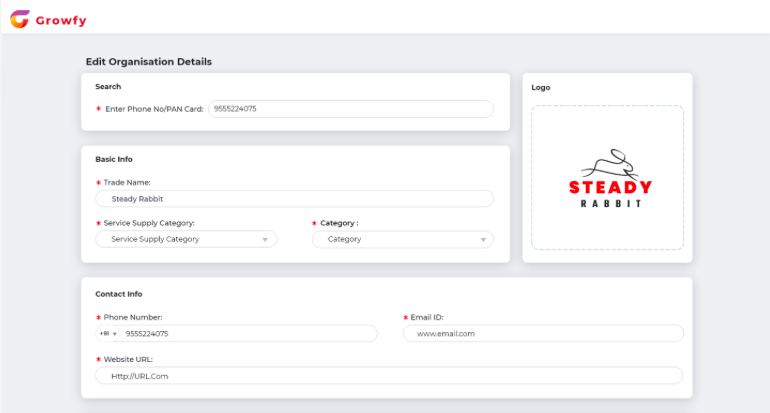 Growfy
Edit Organisation Details
Search
* Enter Phone No/PAN Card: 9555224075
Basic Info
* Trade Name:
Steady Rabbit
* Service Supply Category: * Category :
Service Supply Category Category
Logo
STEADY
RABBIT
Contact Info
* Phone Number: * Email ID:
+91 9555224075 www.email.com
* Website URL:
Http://URL.Com